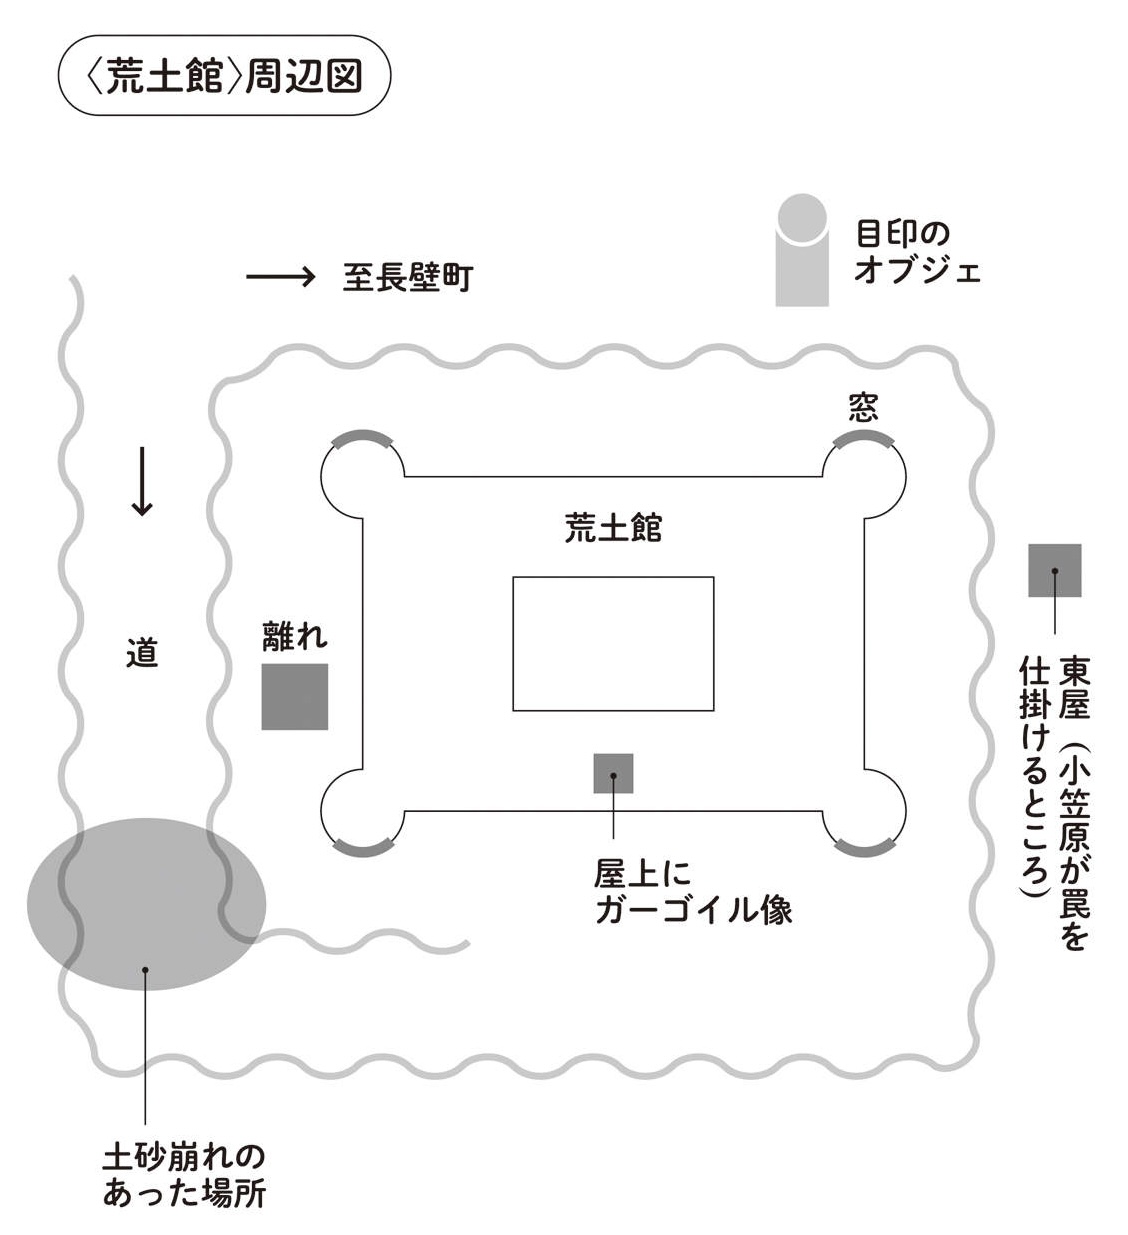 〈荒土館〉周辺図
目印の
オブジェ
至長壁町
窓
荒土館
道
離れ
東屋（小笠原が罠を
仕掛けるところ）
屋上に
ガーゴイル像
土砂崩れの
あった場所